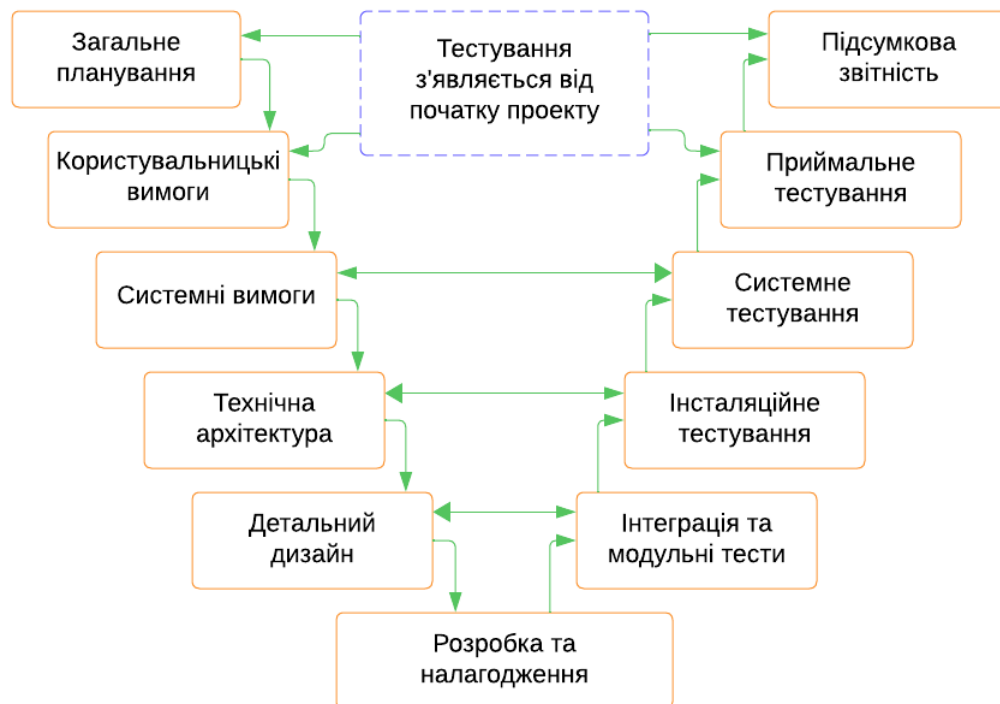 Загальне
планування
Тестування
з'являється від
початку проекту
Підсумкова
звітність
Користувальницькі
вимоги
Приймальне
тестування
Системні вимоги
Системне
тестування
Технічна
архітектура
Інсталяційне
тестування
Детальний
дизайн
Інтеграція та
модульні тести
Розробка та
налагодження